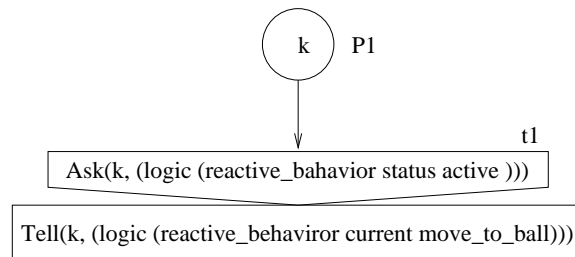 k P1
t1
Ask(k, (logic (reactive_bahavior status active )))
Tell(k, (logic (reactive_behaviror current move_to_ball)))